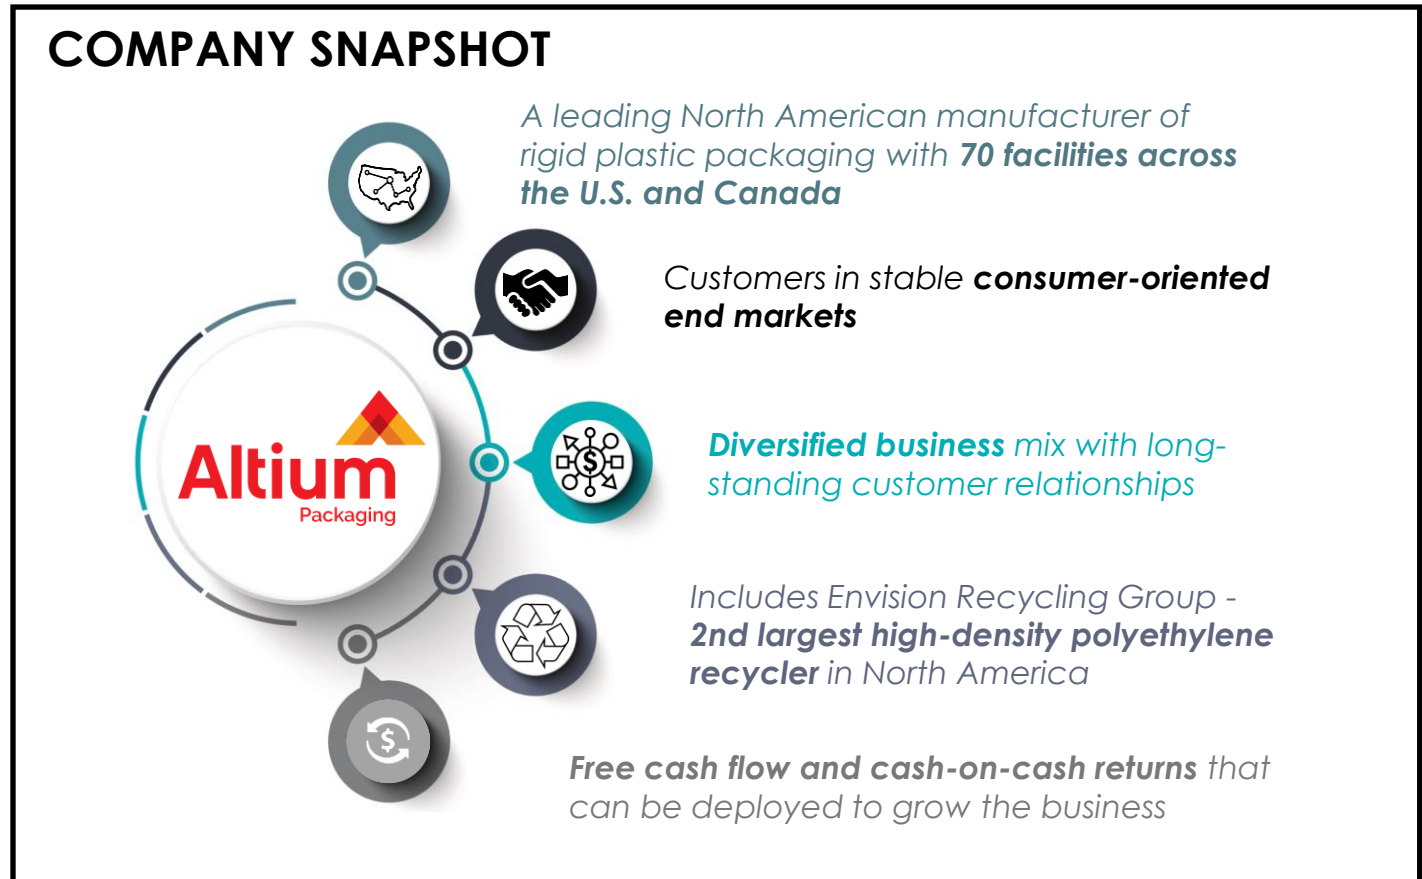 COMPANY SNAPSHOT
A leading North American manufacturer of
rigid plastic packaging with 70 facilities across
the U.S. and Canada
Customers in stable consumer-oriented
end markets
Altium
Packaging
$
Diversified business mix with long-
standing customer relationships
Includes Envision Recycling Group -
2nd largest high-density polyethylene
recycler in North America
$
Free cash flow and cash-on-cash returns that
can be deployed to grow the business